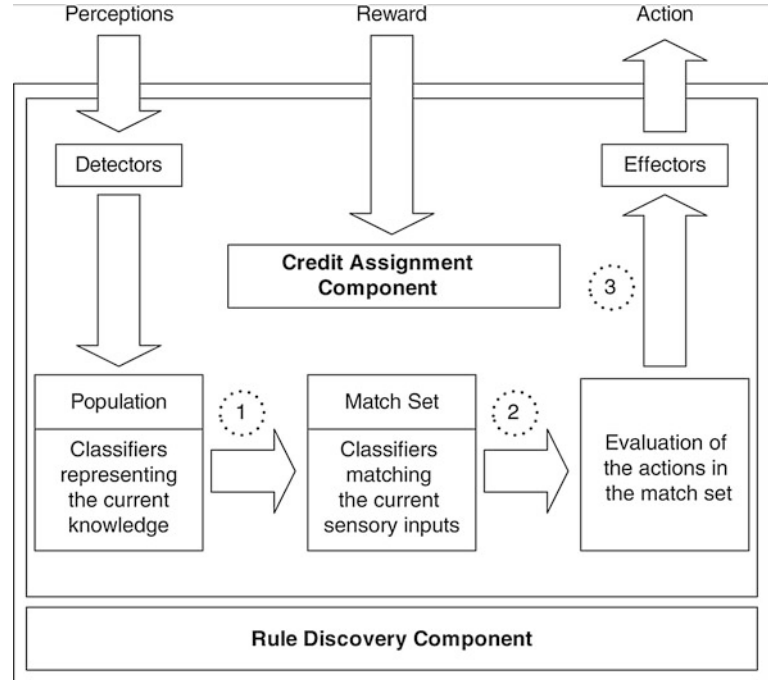 Perceptions
Reward
Action
Detectors
Effectors
Credit Assignment
Component
3
Population
1
Match Set
2
Classifiers
representing
the current
knowledge
Classifiers
matching
the current
sensory inputs
Evaluation of
the actions in
the match set
Rule Discovery Component